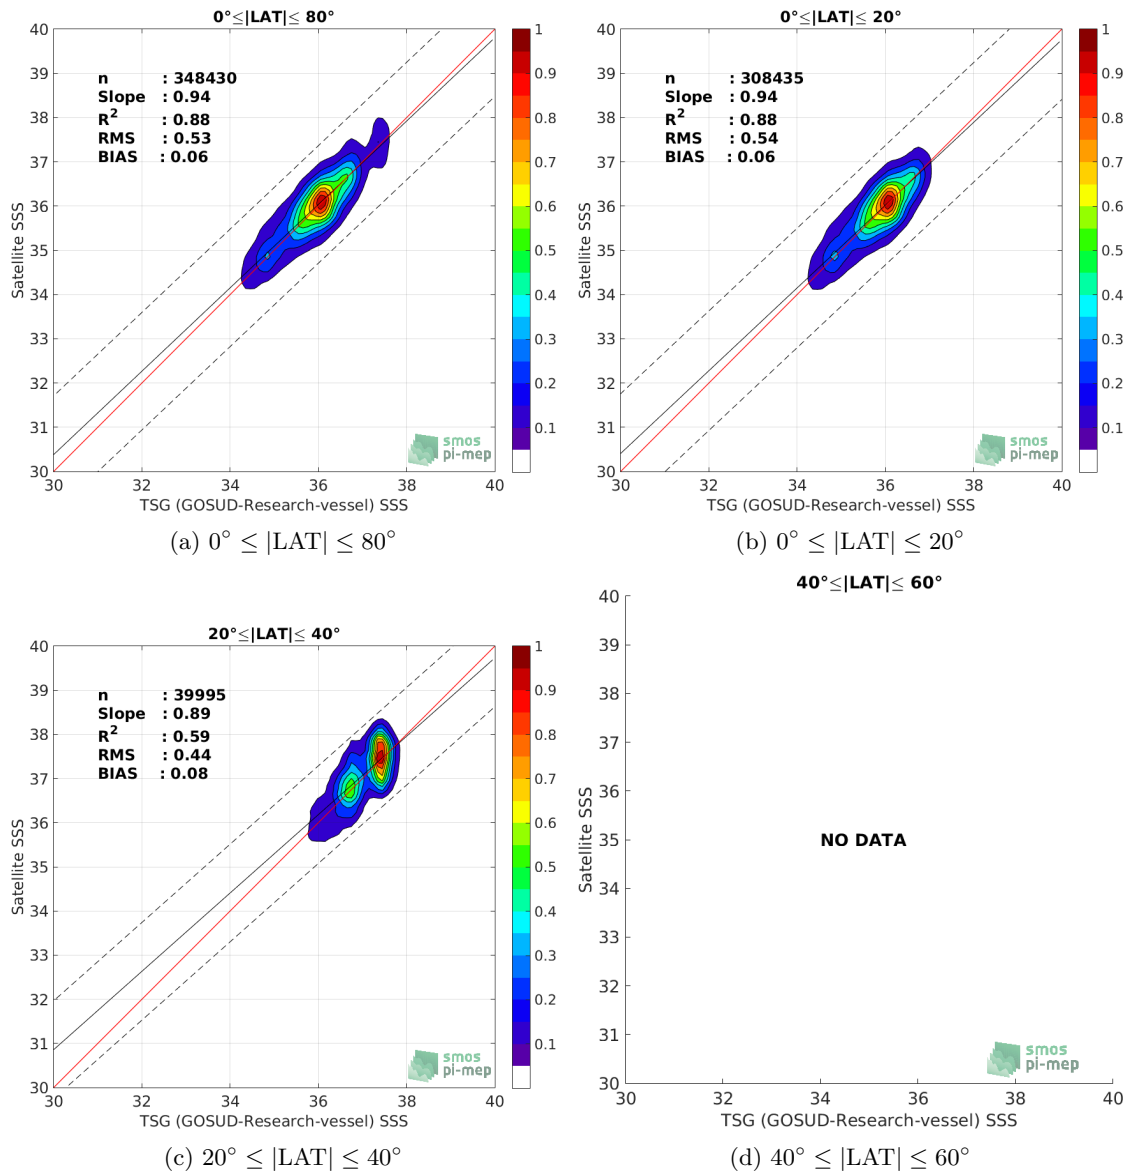 0°≤|LAT|≤ 80°
40
39
38
37
36
35
34
33
32
31
30
Satellite SSS
n : 348430
Slope : 0.94
R² : 0.88
RMS : 0.53
BIAS : 0.06
smos
pi-mep
30 32 34 36 38 40
TSG (GOSUD-Research-vessel) SSS
1
0.9
0.8
0.7
0.6
0.5
0.4
0.3
0.2
0.1
(a) 0° ≤ |LAT| ≤ 80°
0°≤|LAT|≤ 20°
40
39
38
37
36
35
34
33
32
31
30
Satellite SSS
n : 308435
Slope : 0.94
R² : 0.88
RMS : 0.54
BIAS : 0.06
smos
pi-mep
30 32 34 36 38 40
TSG (GOSUD-Research-vessel) SSS
1
0.9
0.8
0.7
0.6
0.5
0.4
0.3
0.2
0.1
(b) 0° ≤ |LAT| ≤ 20°
20°≤|LAT|≤ 40°
40
39
38
37
36
35
34
33
32
31
30
Satellite SSS
n : 39995
Slope : 0.89
R² : 0.59
RMS : 0.44
BIAS : 0.08
smos
pi-mep
30 32 34 36 38 40
TSG (GOSUD-Research-vessel) SSS
1
0.9
0.8
0.7
0.6
0.5
0.4
0.3
0.2
0.1
(c) 20° ≤ |LAT| ≤ 40°
40°≤|LAT|≤ 60°
40
39
38
37
36
35
34
33
32
31
30
Satellite SSS
NO DATA
smos
pi-mep
30 32 34 36 38 40
TSG (GOSUD-Research-vessel) SSS
(d) 40° ≤ |LAT| ≤ 60°